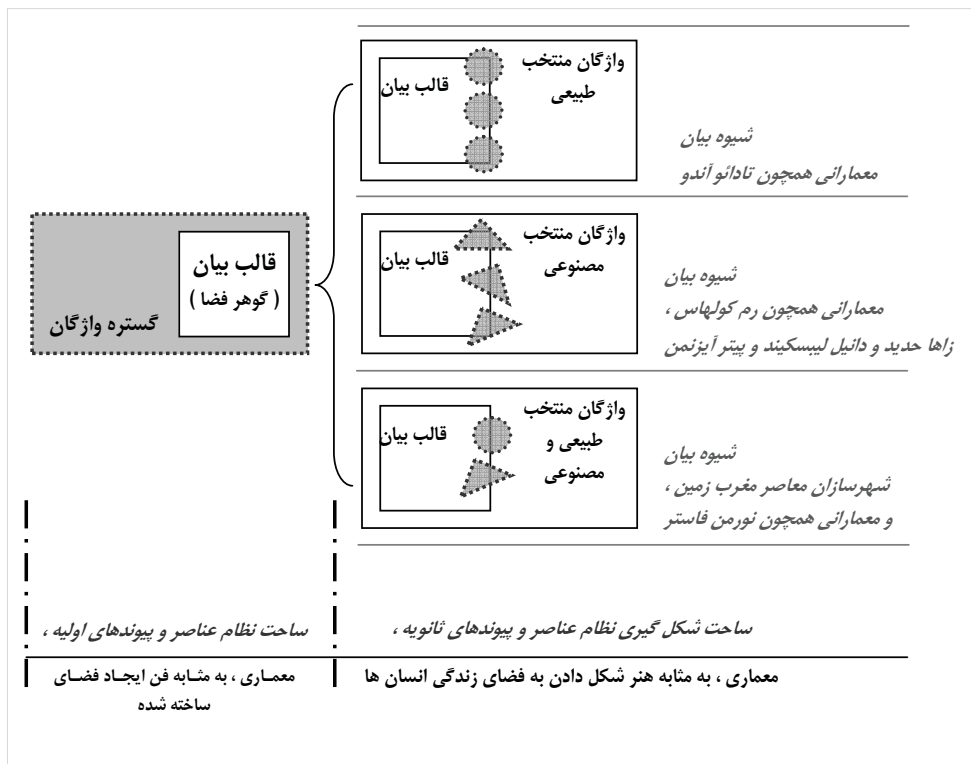 واژگان منتخب
طبیعی
قالب بیان
شیوه بیان
معمارانی همچون تادائو آندو
واژگان منتخب
مصنوعی
قالب بیان
شیوه بیان
معمارانی همچون رم کولهاس ،
زاها حدید و دانیل لیبسکیند و پیتر آیزنمن
واژگان منتخب
طبیعی و
مصنوعی
قالب بیان
شیوه بیان
شهرسازان معاصر مغرب زمین ،
و معمارانی همچون نورمن فاستر
قالب بیان
( گوهر فضا )
گستره واژگان
ساحت شکل گیری نظام عناصر و پیوندهای ثانویه ،
معماری ، به مثابه هنر شکل دادن به فضای زندگی انسان ها
ساحت نظام عناصر و پیوندهای اولیه ،
معمـاری ، به مثـابه فن ایجـاد فضـای
ساخته شده